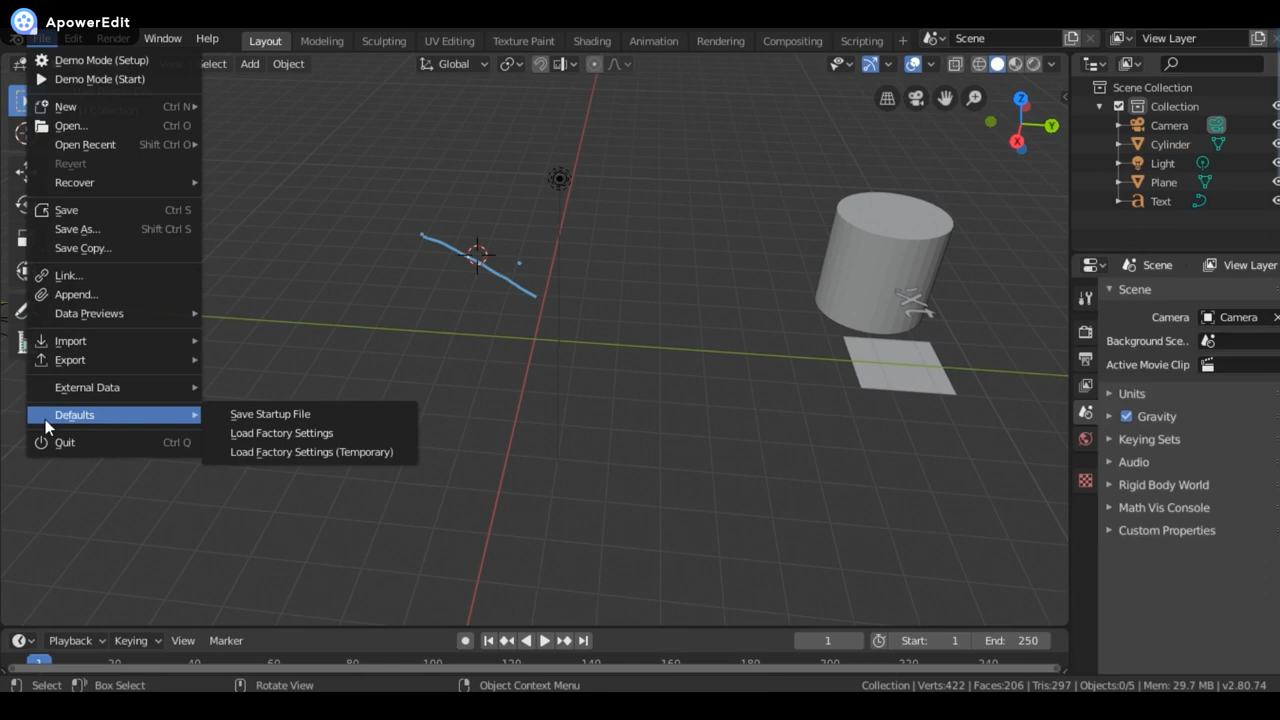 ApowerEdit
File Edit Render Window Help
Layout Modeling Sculpting UV Editing Texture Paint Shading Animation Rendering Compositing Scripting +
Scene
View Layer
Select Add Object
Global
Demo Mode (Setup)
Demo Mode (Start)
New Ctrl N
Open... Ctrl O
Open Recent Shift Ctrl O
Revert
Recover
Save Ctrl S
Save As... Shift Ctrl S
Save Copy...
Link...
Append...
Data Previews
Import
Export
External Data
Defaults
Quit Ctrl Q
Save Startup File
Load Factory Settings
Load Factory Settings (Temporary)
Z
Y
X
Scene Collection
Collection
Camera
Cylinder
Light
Plane
Text
Scene View Layer
Scene
Camera Camera
Background Sce..
Active Movie Clip
Units
Gravity
Keying Sets
Audio
Rigid Body World
Math Vis Console
Custom Properties
Playback Keying View Marker
1 Start: 1 End: 250
1 20 40 60 80 100 120 140 160 180 200 220 240
Select Box Select Rotate View Object Context Menu
Collection | Verts:422 | Faces:206 | Tris:297 | Objects:0/5 | Mem: 29.7 MB | v2.80.74